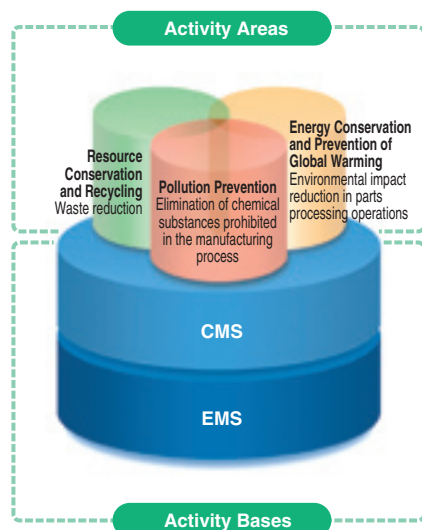 Activity Areas
Resource
Conservation
and Recycling
Waste reduction
Pollution Prevention
Elimination of chemical
substances prohibited
in the manufacturing
process
Energy Conservation
and Prevention of
Global Warming
Environmental impact
reduction in parts
processing operations
CMS
EMS
Activity Bases